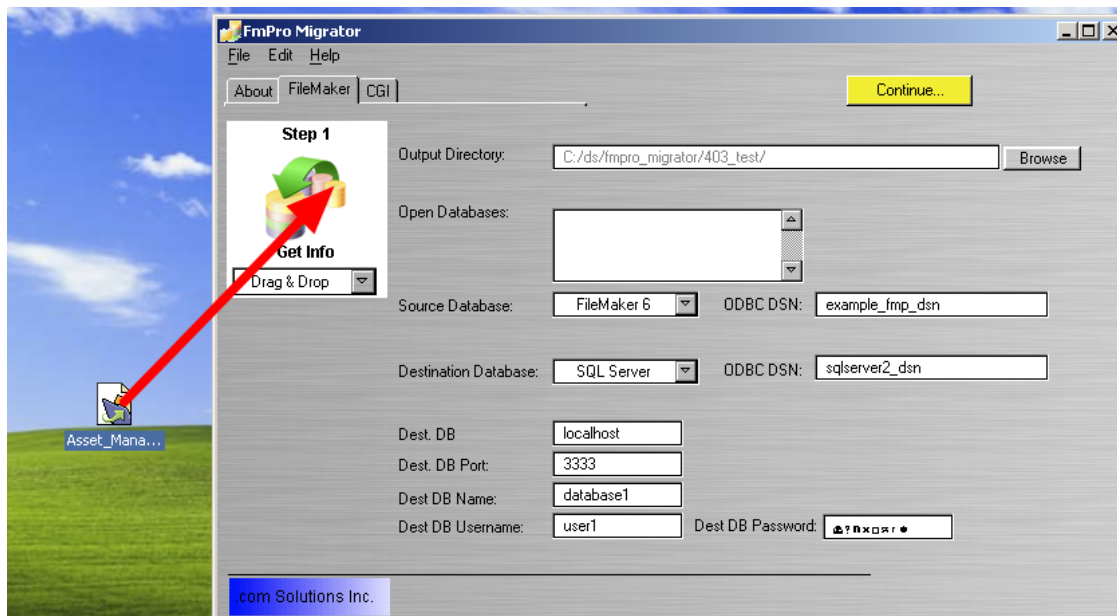 FmPro Migrator
File Edit Help
About FileMaker CGI
Continue...
Step 1
Get Info
Drag & Drop
Output Directory: C:/ds/fmpro_migrator/403_test/ Browse
Open Databases:
Source Database: FileMaker 6 ODBC DSN: example_fmp_dsn
Destination Database: SQL Server ODBC DSN: sqlserver2_dsn
Asset_Mana...
Dest. DB localhost
Dest. DB Port: 3333
Dest DB Name: database1
Dest DB Username: user1 Dest DB Password:
.com Solutions Inc.